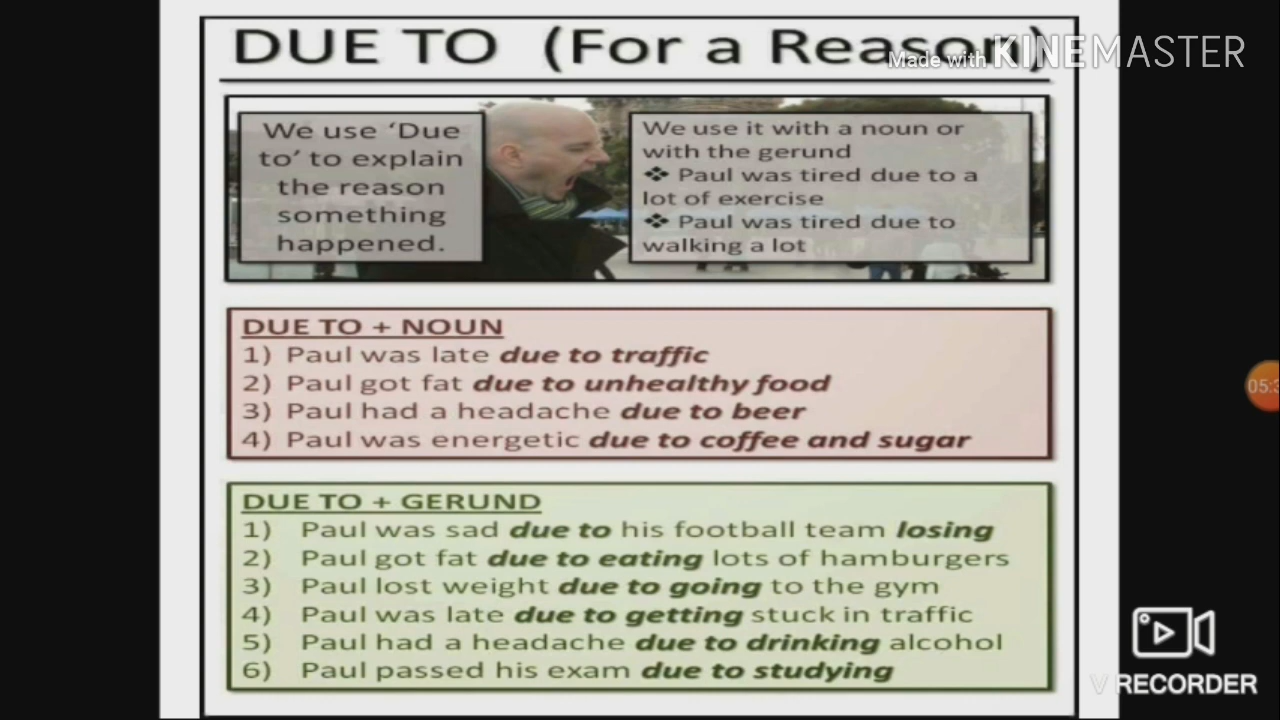 DUE TO (For a Reason)
Made with KINEMASTER
We use ‘Due
to’ to explain
the reason
something
happened.
We use it with a noun or
with the gerund
❖ Paul was tired due to a
lot of exercise
❖ Paul was tired due to
walking a lot
DUE TO + NOUN
1) Paul was late due to traffic
2) Paul got fat due to unhealthy food
3) Paul had a headache due to beer
4) Paul was energetic due to coffee and sugar
DUE TO + GERUND
1) Paul was sad due to his football team losing
2) Paul got fat due to eating lots of hamburgers
3) Paul lost weight due to going to the gym
4) Paul was late due to getting stuck in traffic
5) Paul had a headache due to drinking alcohol
6) Paul passed his exam due to studying
V RECORDER